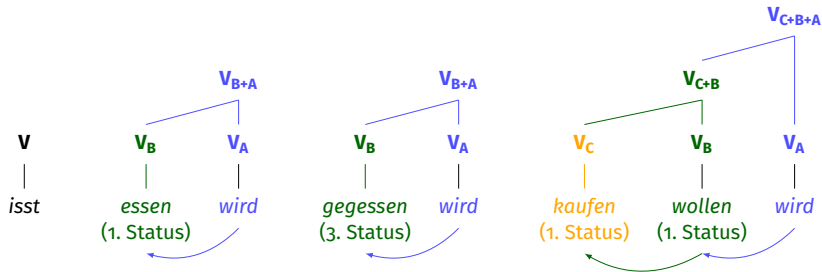 V_C+B+A
V_B+A V_B+A V_C+B
V V_B V_A V_B V_A V_C V_B V_A
isst essen wird gegessen wird kaufen wollen wird
(1. Status) (3. Status) (1. Status) (1. Status)